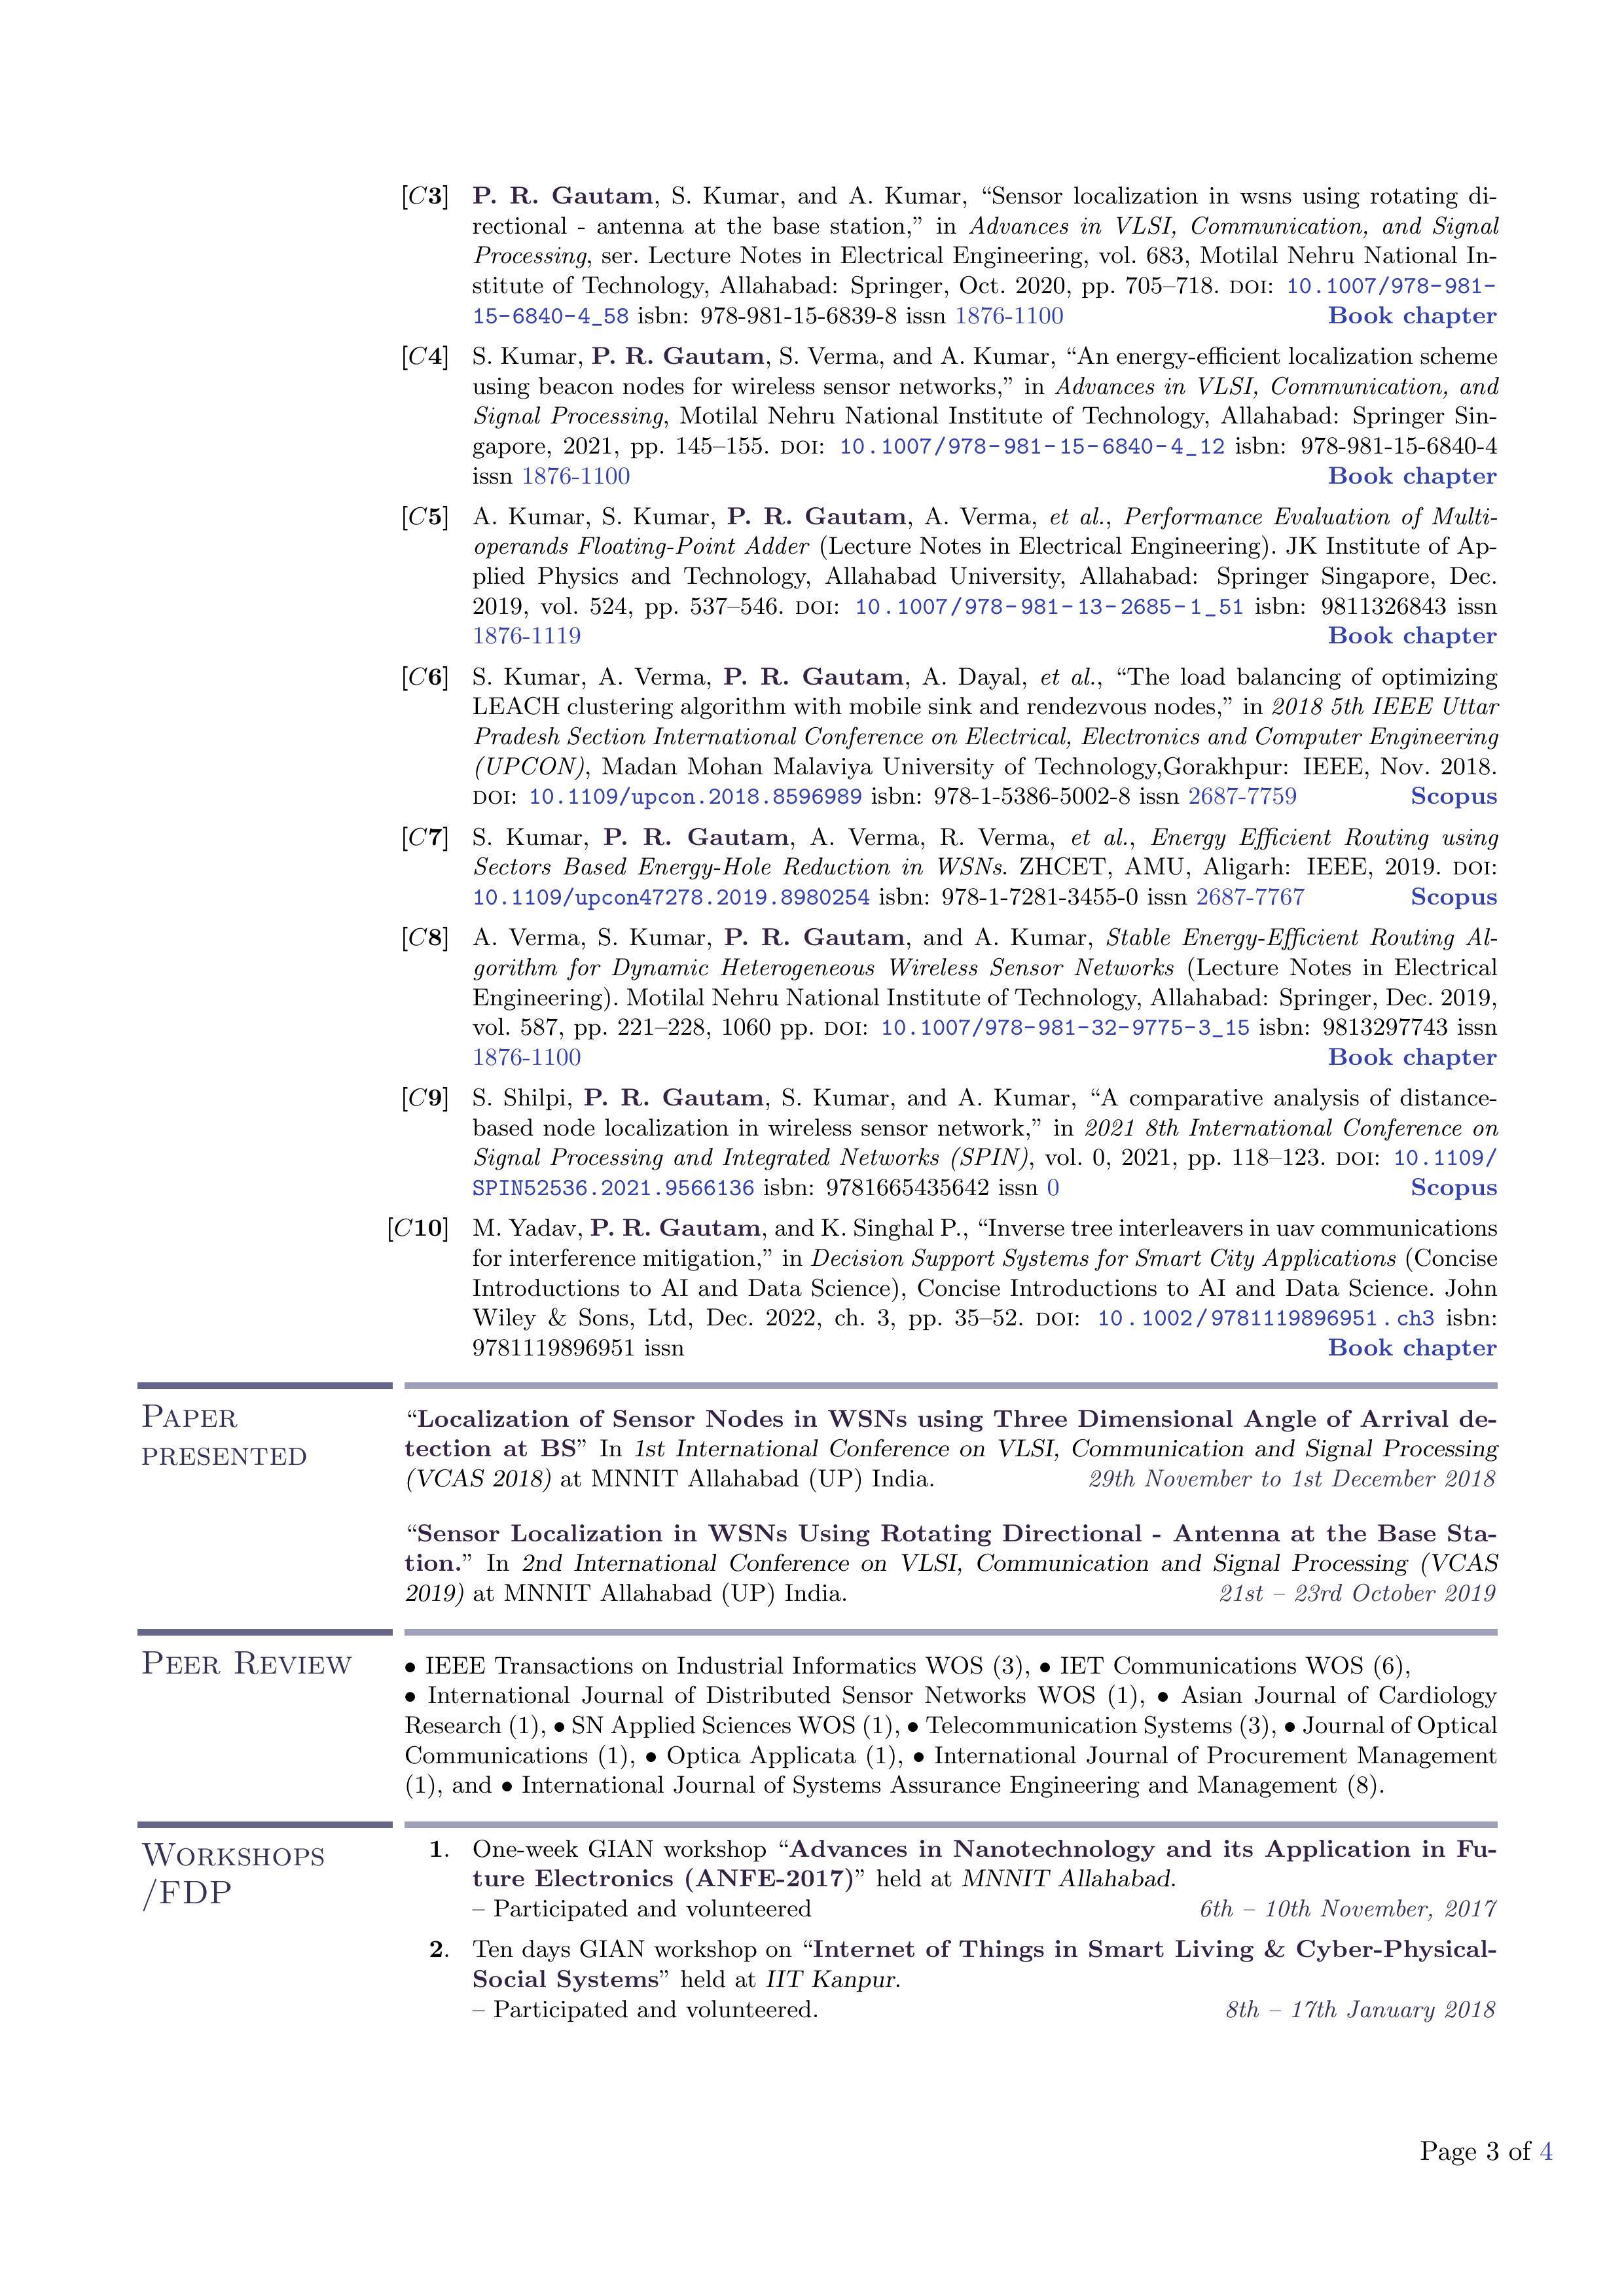 [C3] P. R. Gautam, S. Kumar, and A. Kumar, “Sensor localization in wsns using rotating di-
rectional - antenna at the base station,” in Advances in VLSI, Communication, and Signal
Processing, ser. Lecture Notes in Electrical Engineering, vol. 683, Motilal Nehru National In-
stitute of Technology, Allahabad: Springer, Oct. 2020, pp. 705–718. DOI: 10.1007/978-981-
15-6840-4_58 isbn: 978-981-15-6839-8 issn 1876-1100 Book chapter
[C4] S. Kumar, P. R. Gautam, S. Verma, and A. Kumar, “An energy-efficient localization scheme
using beacon nodes for wireless sensor networks,” in Advances in VLSI, Communication, and
Signal Processing, Motilal Nehru National Institute of Technology, Allahabad: Springer Sin-
gapore, 2021, pp. 145–155. DOI: 10.1007/978-981-15-6840-4_12 isbn: 978-981-15-6840-4
issn 1876-1100 Book chapter
[C5] A. Kumar, S. Kumar, P. R. Gautam, A. Verma, et al., Performance Evaluation of Multi-
operands Floating-Point Adder (Lecture Notes in Electrical Engineering). JK Institute of Ap-
plied Physics and Technology, Allahabad University, Allahabad: Springer Singapore, Dec.
2019, vol. 524, pp. 537–546. DOI: 10.1007/978-981-13-2685-1_51 isbn: 9811326843 issn
1876-1119 Book chapter
[C6] S. Kumar, A. Verma, P. R. Gautam, A. Dayal, et al., “The load balancing of optimizing
LEACH clustering algorithm with mobile sink and rendezvous nodes,” in 2018 5th IEEE Uttar
Pradesh Section International Conference on Electrical, Electronics and Computer Engineering
(UPCON), Madan Mohan Malaviya University of Technology,Gorakhpur: IEEE, Nov. 2018.
DOI: 10.1109/upcon.2018.8596989 isbn: 978-1-5386-5002-8 issn 2687-7759 Scopus
[C7] S. Kumar, P. R. Gautam, A. Verma, R. Verma, et al., Energy Efficient Routing using
Sectors Based Energy-Hole Reduction in WSNs. ZHCET, AMU, Aligarh: IEEE, 2019. DOI:
10.1109/upcon47278.2019.8980254 isbn: 978-1-7281-3455-0 issn 2687-7767 Scopus
[C8] A. Verma, S. Kumar, P. R. Gautam, and A. Kumar, Stable Energy-Efficient Routing Al-
gorithm for Dynamic Heterogeneous Wireless Sensor Networks (Lecture Notes in Electrical
Engineering). Motilal Nehru National Institute of Technology, Allahabad: Springer, Dec. 2019,
vol. 587, pp. 221–228, 1060 pp. DOI: 10.1007/978-981-32-9775-3_15 isbn: 9813297743 issn
1876-1100 Book chapter
[C9] S. Shilpi, P. R. Gautam, S. Kumar, and A. Kumar, “A comparative analysis of distance-
based node localization in wireless sensor network,” in 2021 8th International Conference on
Signal Processing and Integrated Networks (SPIN), vol. 0, 2021, pp. 118–123. DOI: 10.1109/
SPIN52536.2021.9566136 isbn: 9781665435642 issn 0 Scopus
[C10] M. Yadav, P. R. Gautam, and K. Singhal P., “Inverse tree interleavers in uav communications
for interference mitigation,” in Decision Support Systems for Smart City Applications (Concise
Introductions to AI and Data Science), Concise Introductions to AI and Data Science. John
Wiley & Sons, Ltd, Dec. 2022, ch. 3, pp. 35–52. DOI: 10.1002/9781119896951.ch3 isbn:
9781119896951 issn Book chapter
Paper
presented
“Localization of Sensor Nodes in WSNs using Three Dimensional Angle of Arrival de-
tection at BS” In 1st International Conference on VLSI, Communication and Signal Processing
(VCAS 2018) at MNNIT Allahabad (UP) India. 29th November to 1st December 2018
“Sensor Localization in WSNs Using Rotating Directional - Antenna at the Base Sta-
tion.” In 2nd International Conference on VLSI, Communication and Signal Processing (VCAS
2019) at MNNIT Allahabad (UP) India. 21st – 23rd October 2019
Peer Review
• IEEE Transactions on Industrial Informatics WOS (3), • IET Communications WOS (6),
• International Journal of Distributed Sensor Networks WOS (1), • Asian Journal of Cardiology
Research (1), • SN Applied Sciences WOS (1), • Telecommunication Systems (3), • Journal of Optical
Communications (1), • Optica Applicata (1), • International Journal of Procurement Management
(1), and • International Journal of Systems Assurance Engineering and Management (8).
Workshops
/FDP
1. One-week GIAN workshop “Advances in Nanotechnology and its Application in Fu-
ture Electronics (ANFE-2017)” held at MNNIT Allahabad.
– Participated and volunteered 6th – 10th November, 2017
2. Ten days GIAN workshop on “Internet of Things in Smart Living & Cyber-Physical-
Social Systems” held at IIT Kanpur.
– Participated and volunteered. 8th – 17th January 2018
Page 3 of 4